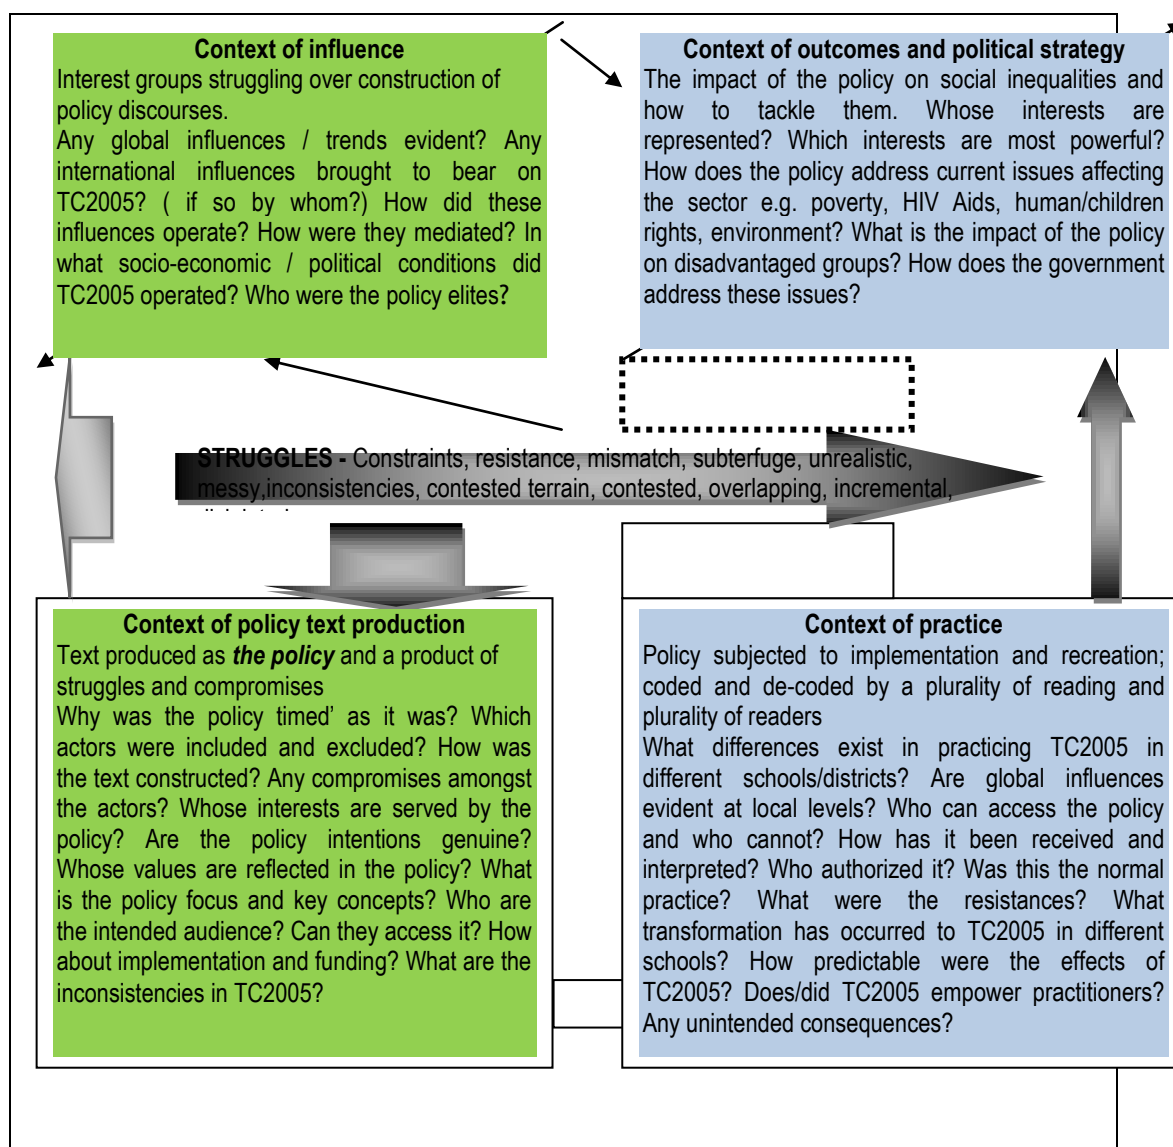 Context of influence
Interest groups struggling over construction of
policy discourses.
Any global influences / trends evident? Any
international influences brought to bear on
TC2005? ( if so by whom?) How did these
influences operate? How were they mediated? In
what socio-economic / political conditions did
TC2005 operated? Who were the policy elites?
Context of outcomes and political strategy
The impact of the policy on social inequalities and
how to tackle them. Whose interests are
represented? Which interests are most powerful?
How does the policy address current issues affecting
the sector e.g. poverty, HIV Aids, human/children
rights, environment? What is the impact of the policy
on disadvantaged groups? How does the government
address these issues?
STRUGGLES - Constraints, resistance, mismatch, subterfuge, unrealistic,
messy,inconsistencies, contested terrain, contested, overlapping, incremental,
Context of policy text production
Text produced as the policy and a product of
struggles and compromises
Why was the policy timed’ as it was? Which
actors were included and excluded? How was
the text constructed? Any compromises amongst
the actors? Whose interests are served by the
policy? Are the policy intentions genuine?
Whose values are reflected in the policy? What
is the policy focus and key concepts? Who are
the intended audience? Can they access it? How
about implementation and funding? What are the
inconsistencies in TC2005?
Context of practice
Policy subjected to implementation and recreation;
coded and de-coded by a plurality of reading and
plurality of readers
What differences exist in practicing TC2005 in
different schools/districts? Are global influences
evident at local levels? Who can access the policy
and who cannot? How has it been received and
interpreted? Who authorized it? Was this the normal
practice? What were the resistances? What
transformation has occurred to TC2005 in different
schools? How predictable were the effects of
TC2005? Does/did TC2005 empower practitioners?
Any unintended consequences?